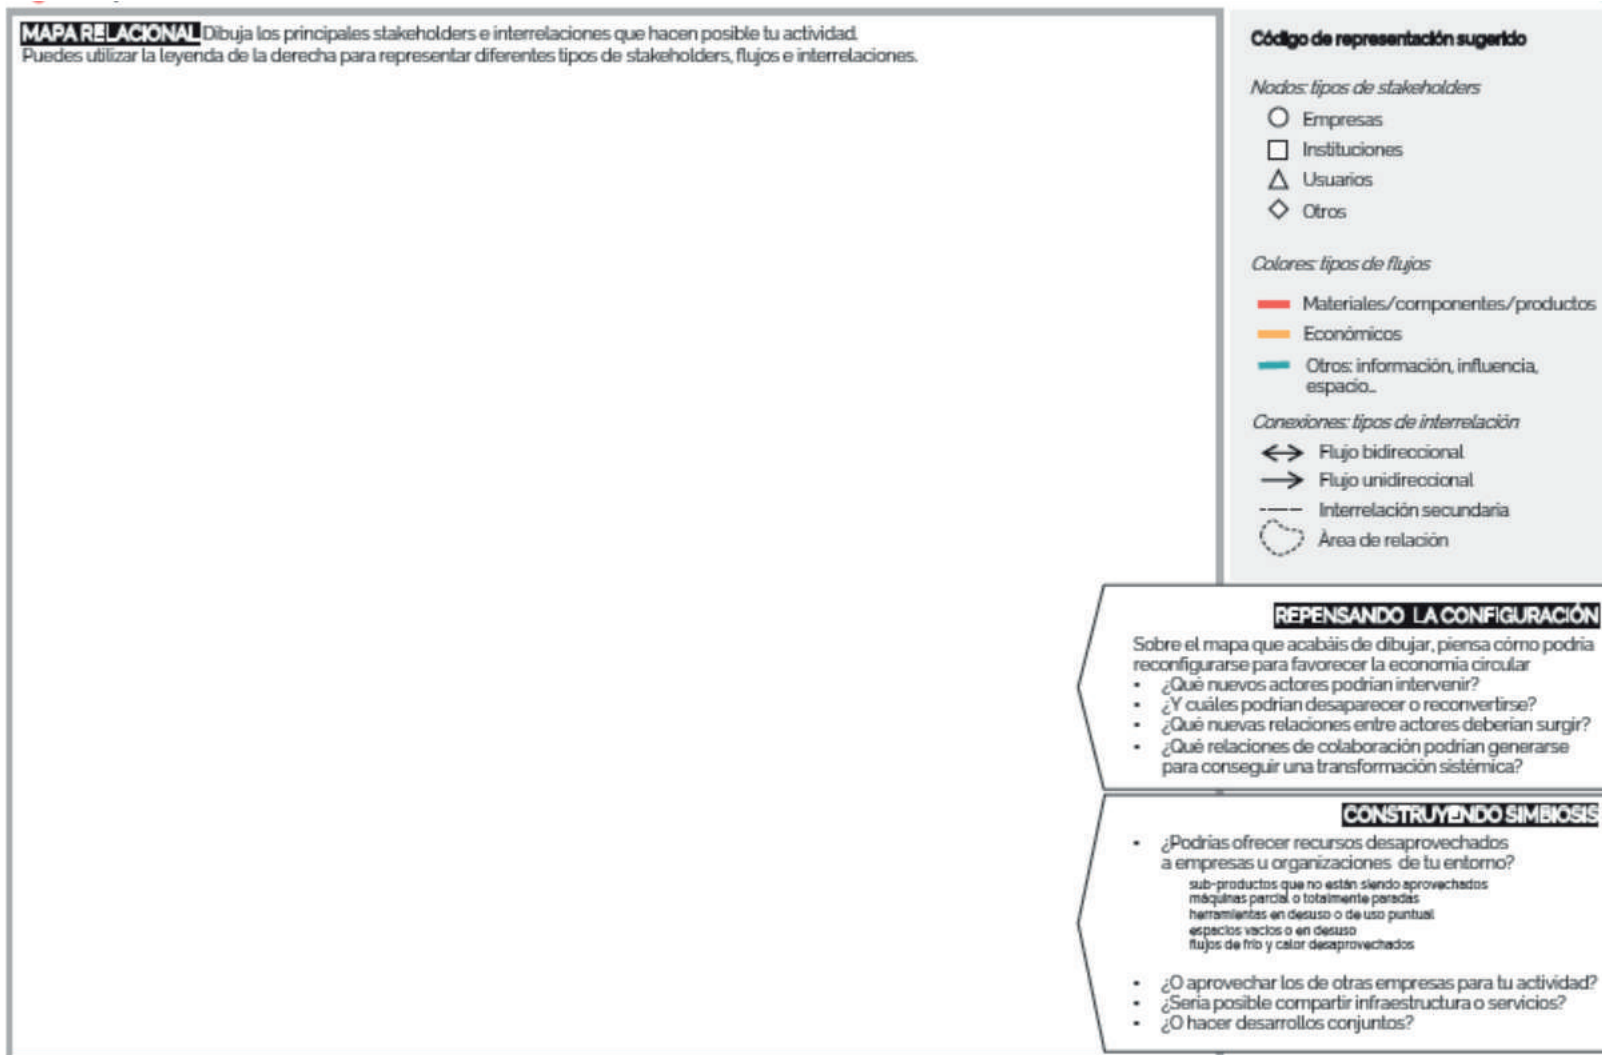 MAPA RELACIONAL Dibuja los principales stakeholders e interrelaciones que hacen posible tu actividad.
Puedes utilizar la leyenda de la derecha para representar diferentes tipos de stakeholders, flujos e interrelaciones.
Código de representación sugerido
Nodos: tipos de stakeholders
Empresas
Instituciones
Usuarios
Otros
Colores: tipos de flujos
Materiales/componentes/productos
Económicos
Otros: información, influencia,
espacio...
Conexiones: tipos de interrelación
Flujo bidireccional
Flujo unidireccional
Interrelación secundaria
Àrea de relación
REPENSANDO LA CONFIGURACIÓN
Sobre el mapa que acabáis de dibujar, piensa cómo podría
reconfigurarse para favorecer la economía circular
• ¿Qué nuevos actores podrían intervenir?
• ¿Y cuáles podrían desaparecer o reconvertirse?
• ¿Qué nuevas relaciones entre actores deberían surgir?
• ¿Qué relaciones de colaboración podrían generarse
para conseguir una transformación sistémica?
CONSTRUYENDO SIMBIOSIS
• ¿Podrías ofrecer recursos desaprovechados
a empresas u organizaciones de tu entorno?
sub-productos que no están siendo aprovechados
máquinas parcial o totalmente paradas
herramientas en desuso o de uso puntual
espacios vacíos o en desuso
flujos de frío y calor desaprovechados
• ¿O aprovechar los de otras empresas para tu actividad?
• ¿Sería posible compartir infraestructura o servicios?
• ¿O hacer desarrollos conjuntos?